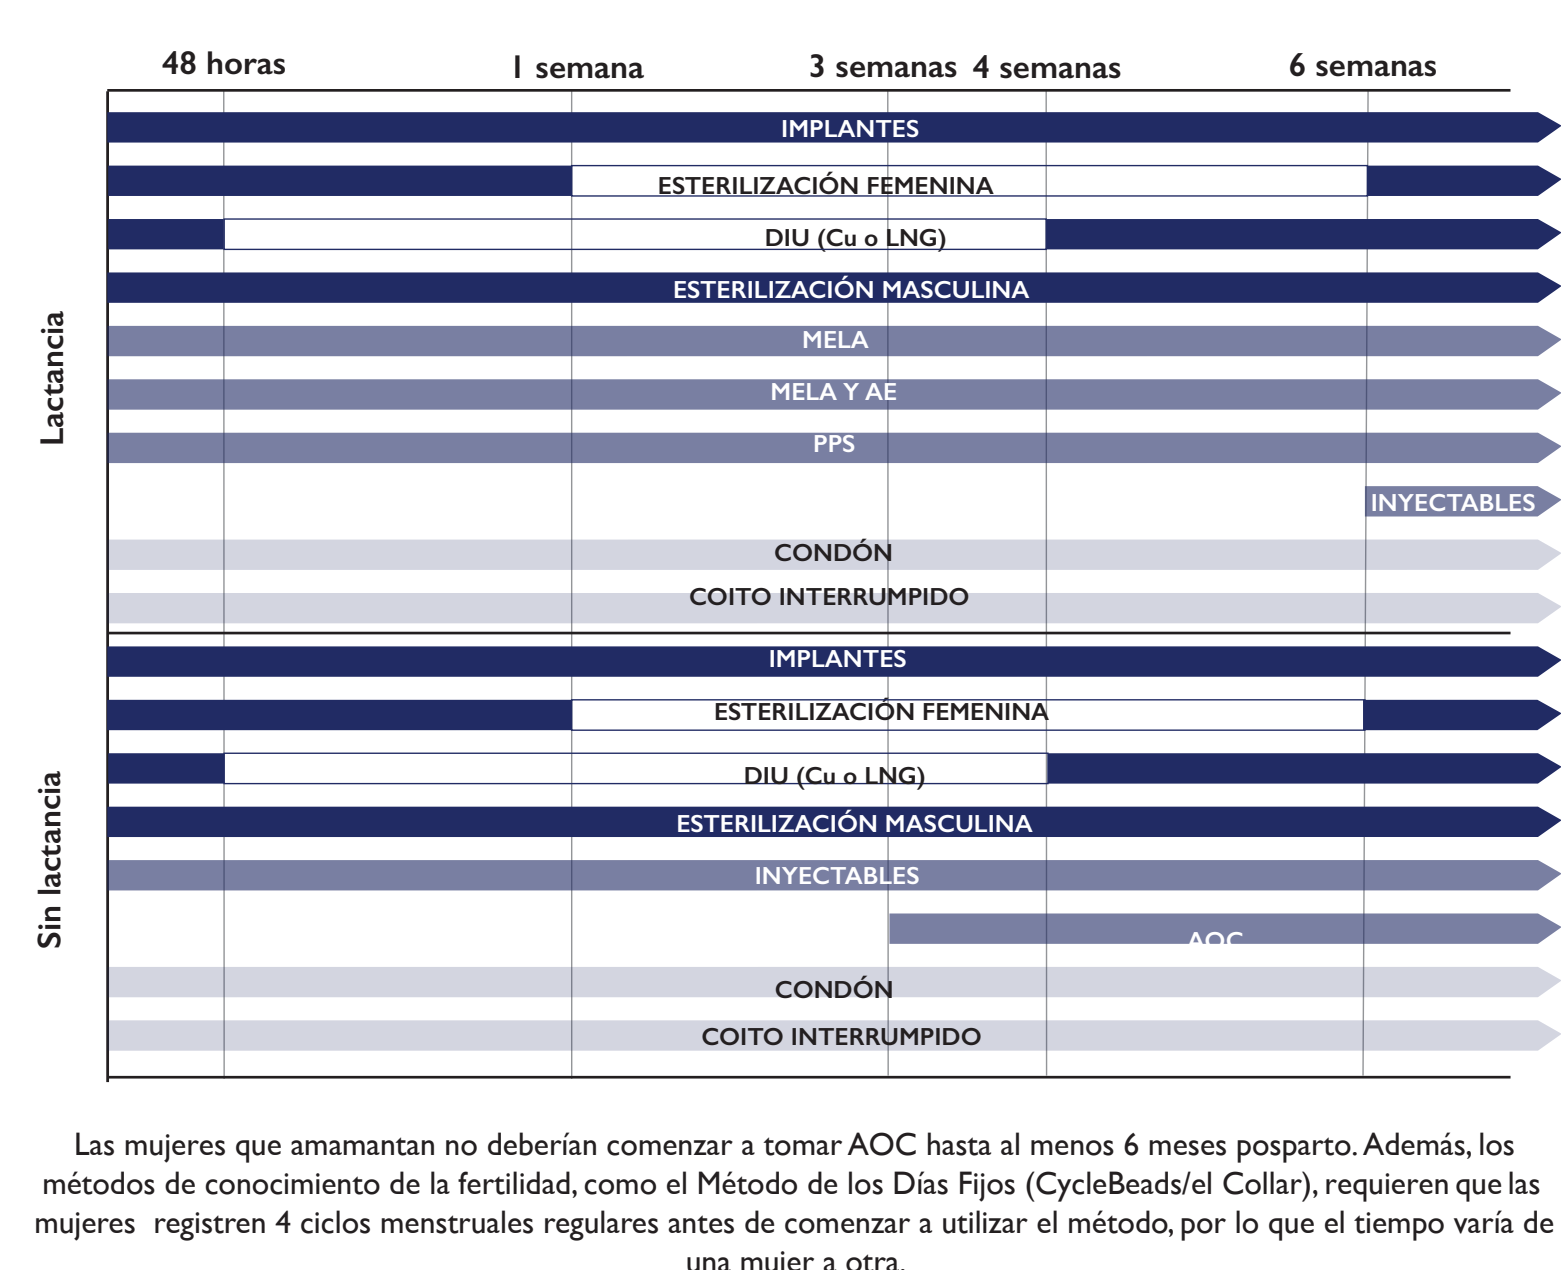 48 horas 1 semana 3 semanas 4 semanas 6 semanas
Lactancia
IMPLANTES
ESTERILIZACIÓN FEMENINA
DIU (Cu o LNG)
ESTERILIZACIÓN MASCULINA
MELA
MELA Y AE
PPS
INYECTABLES
CONDÓN
COITO INTERRUMPIDO
Sin lactancia
IMPLANTES
ESTERILIZACIÓN FEMENINA
DIU (Cu o LNG)
ESTERILIZACIÓN MASCULINA
INYECTABLES
AOC
CONDÓN
COITO INTERRUMPIDO
Las mujeres que amamantan no deberían comenzar a tomar AOC hasta al menos 6 meses posparto. Además, los
métodos de conocimiento de la fertilidad, como el Método de los Días Fijos (CycleBeads/el Collar), requieren que las
mujeres registren 4 ciclos menstruales regulares antes de comenzar a utilizar el método, por lo que el tiempo varía de
una mujer a otra.